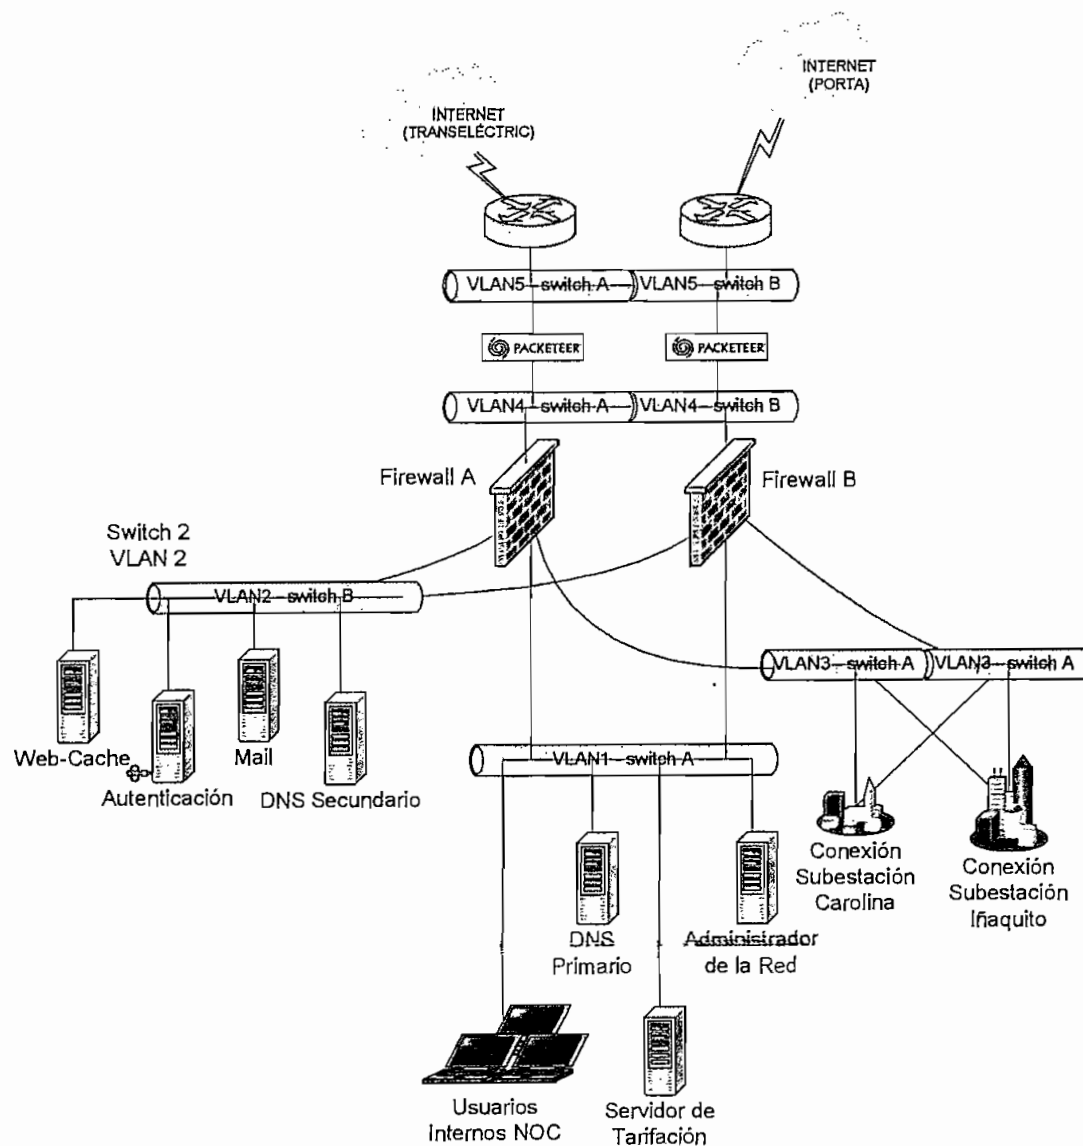 INTERNET
(PORTA)
INTERNET
(TRANSELÉCTRIC)
VLAN5 switch A VLAN5 switch B
PACKETEER PACKETEER
VLAN4 switch A VLAN4 switch B
Firewall A
Firewall B
Switch 2
VLAN 2
VLAN2 switch B
VLAN3 switch A VLAN3 switch A
Web-Cache
Mail
Autenticación
DNS Secundario
VLAN1 switch A
Conexión
Subestación
Carolina
Conexión
Subestación
Iñaquito
DNS
Primario
Administrador
de la Red
Usuarios
Internos NOC
Servidor de
Tarifación